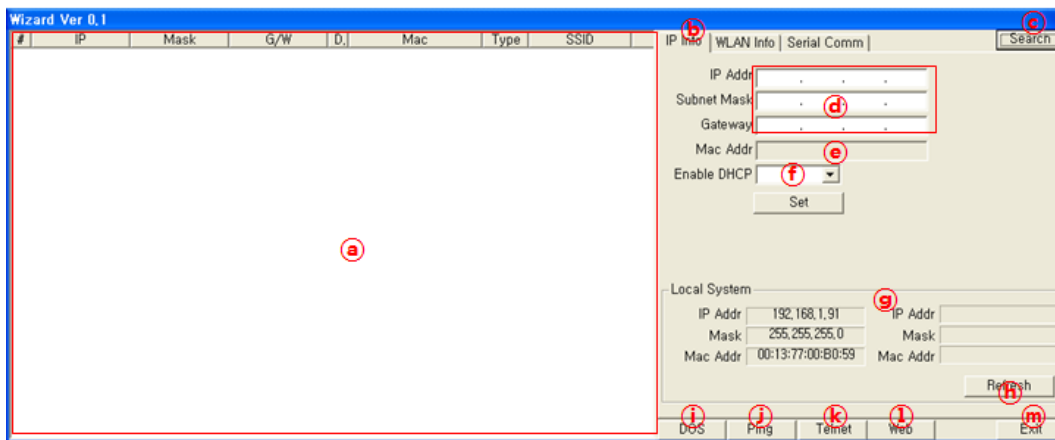 Wizard Ver 0,1
# IP Mask G/W D, Mac Type SSID
IP Info WLAN Info Serial Comm Search
b
c
IP Addr . . .
Subnet Mask . . .
d
Gateway . . .
Mac Addr e
Enable DHCP f
Set
a
Local System
g
IP Addr 192,168,1,91 IP Addr
Mask 255,255,255,0 Mask
Mac Addr 00:13:77:00:B0:59 Mac Addr
Refresh
h
i j k l m
DOS Ping Telnet Web Exit